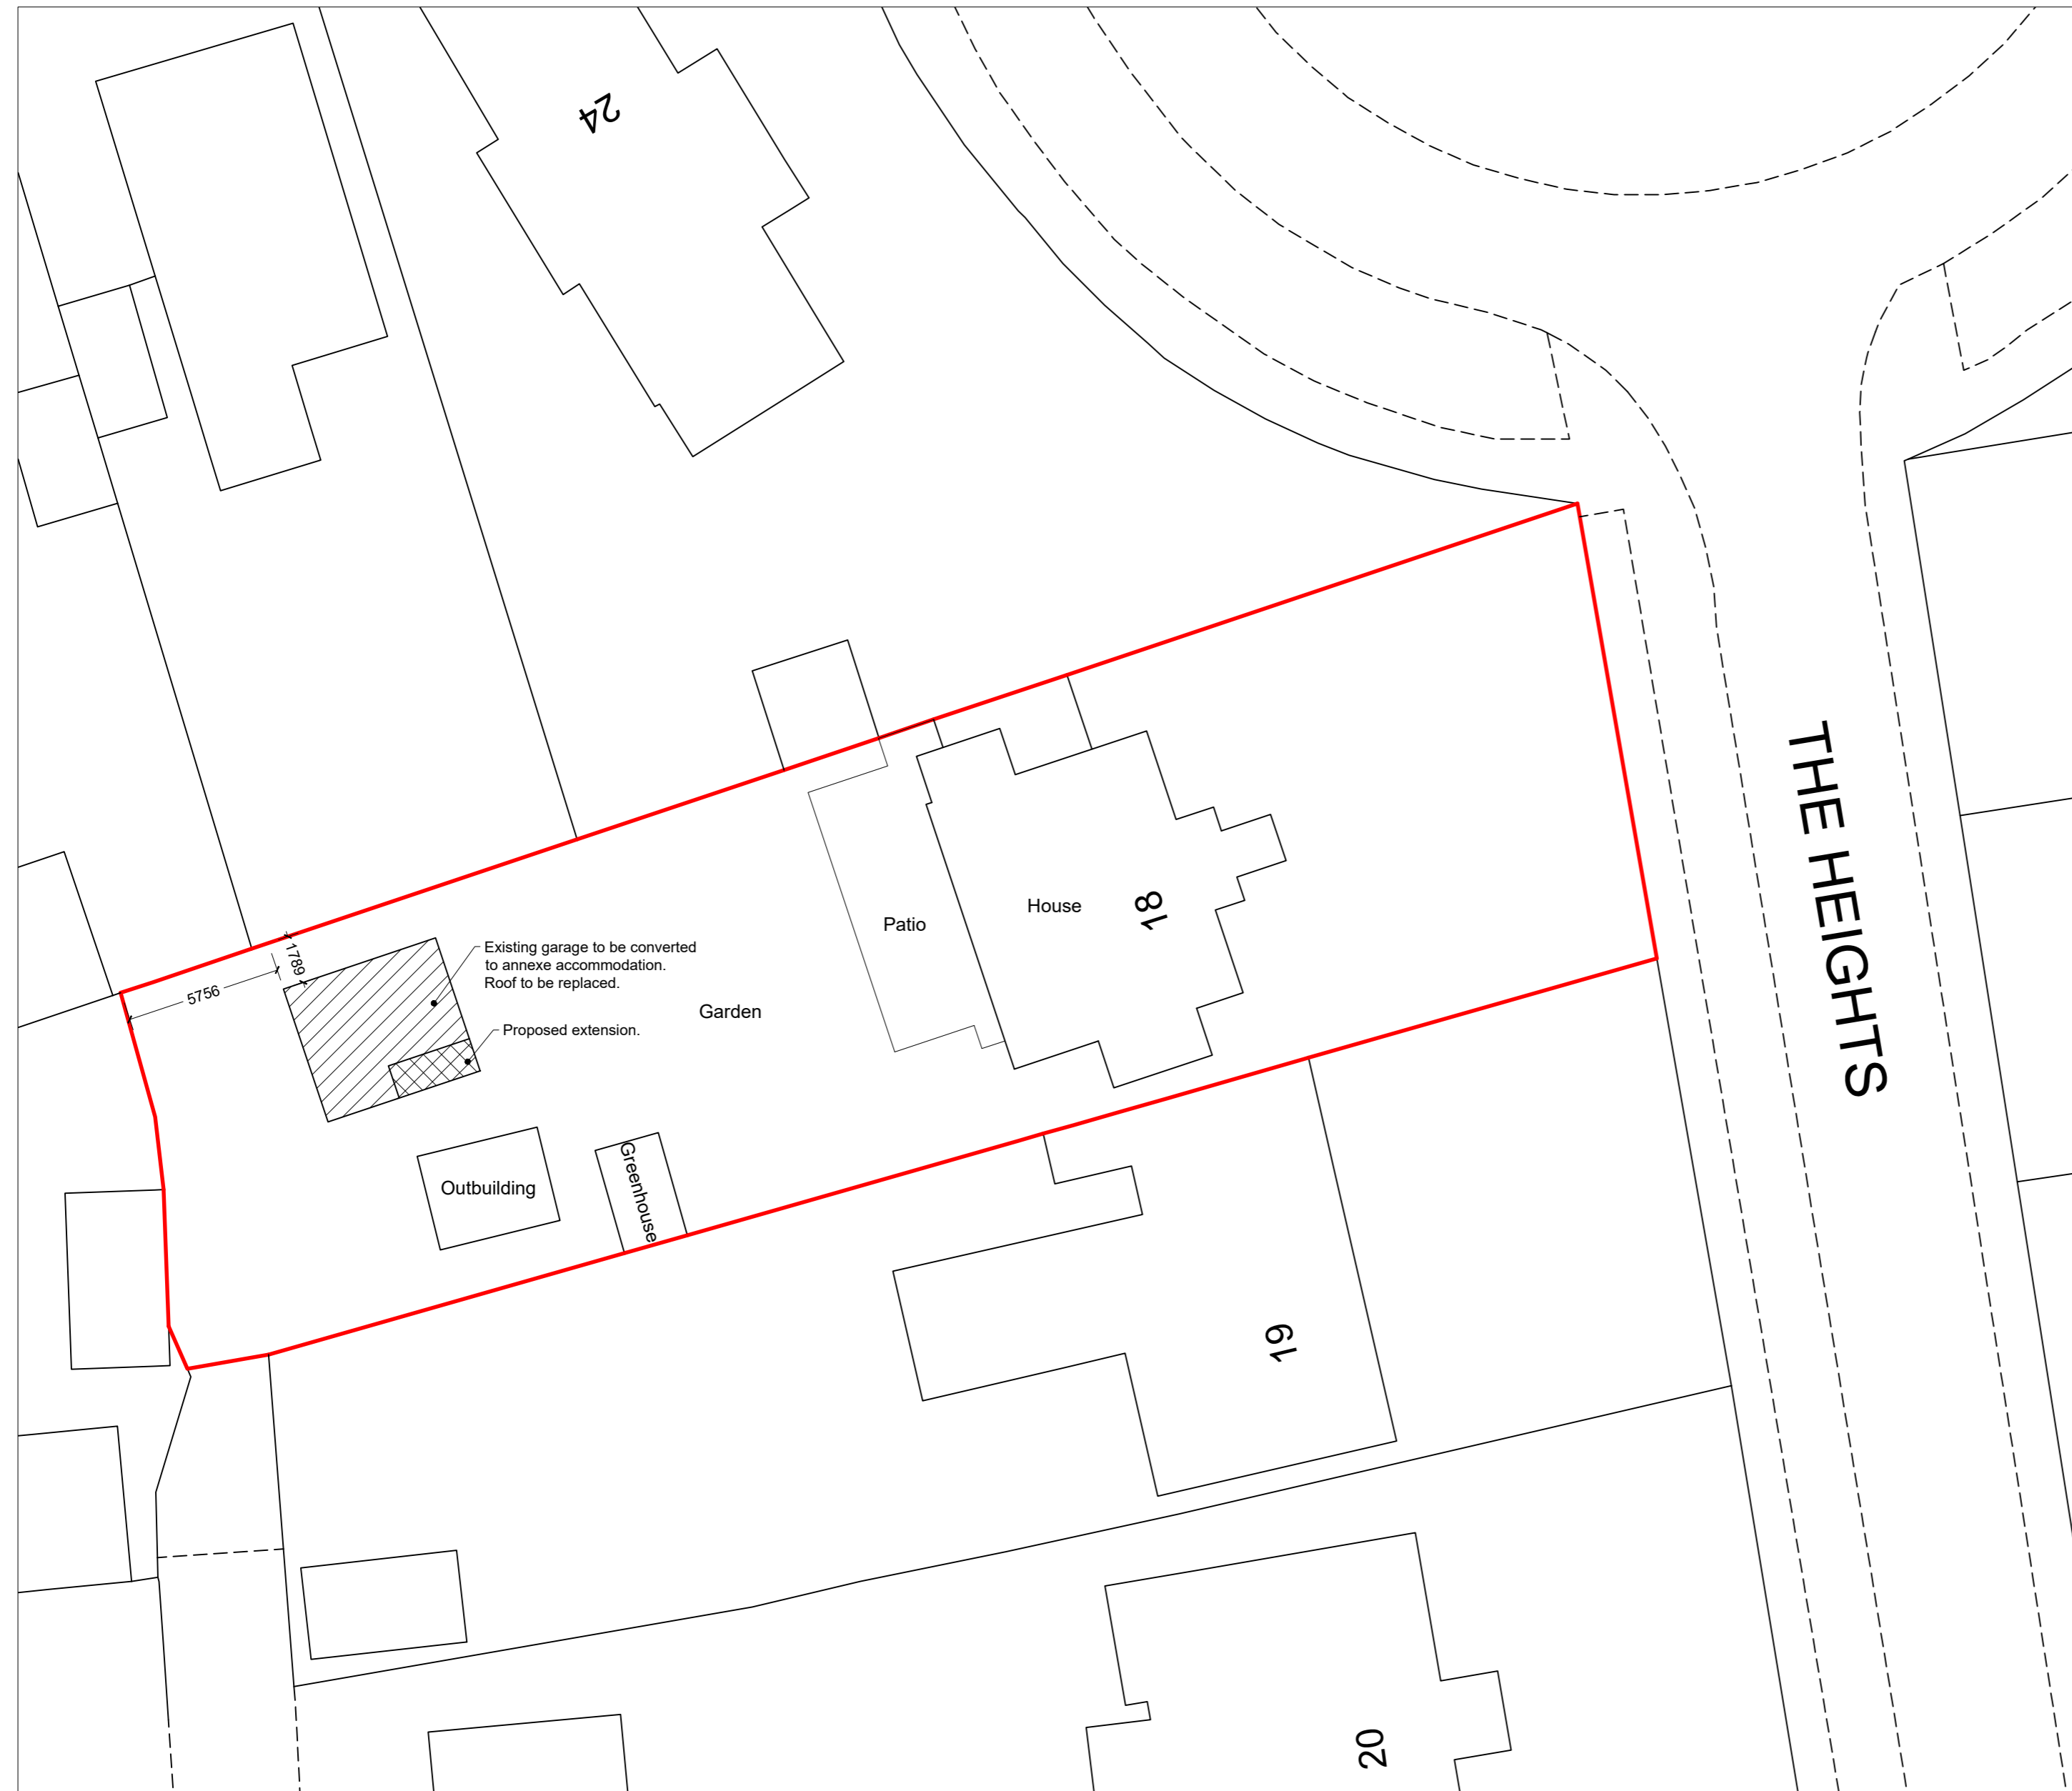 24
THE HEIGHTS
House
18
Patio
1789
5756
Existing garage to be converted
to annexe accommodation.
Roof to be replaced.
Garden
Proposed extension.
Outbuilding
Greenhouse
19
20